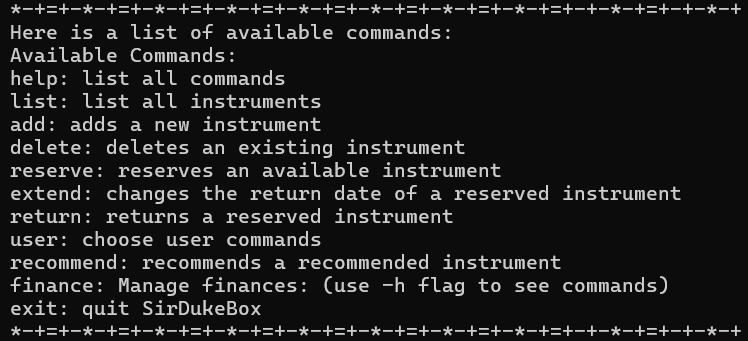 *-+=+-*-+=+-*-+=+-*-+=+-*-+=+-*-+=+-*-+=+-*-+=+-*-+=+-*-+=+-+-*-+
Here is a list of available commands:
Available Commands:
help: list all commands
list: list all instruments
add: adds a new instrument
delete: deletes an existing instrument
reserve: reserves an available instrument
extend: changes the return date of a reserved instrument
return: returns a reserved instrument
user: choose user commands
recommend: recommends a recommended instrument
finance: Manage finances: (use -h flag to see commands)
exit: quit SirDukeBox
*-+=+-*-+=+-*-+=+-*-+=+-*-+=+-*-+=+-*-+=+-*-+=+-*-+=+-*-+=+-+-*-+